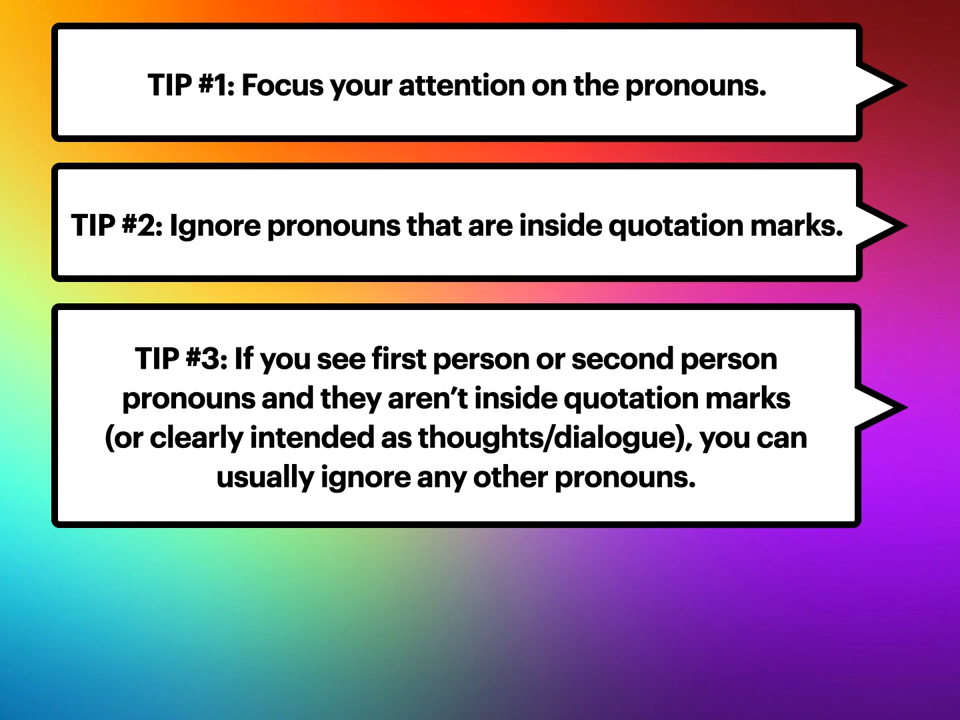 TIP #1: Focus your attention on the pronouns.
TIP #2: Ignore pronouns that are inside quotation marks.
TIP #3: If you see first person or second person
pronouns and they aren’t inside quotation marks
(or clearly intended as thoughts/dialogue), you can
usually ignore any other pronouns.